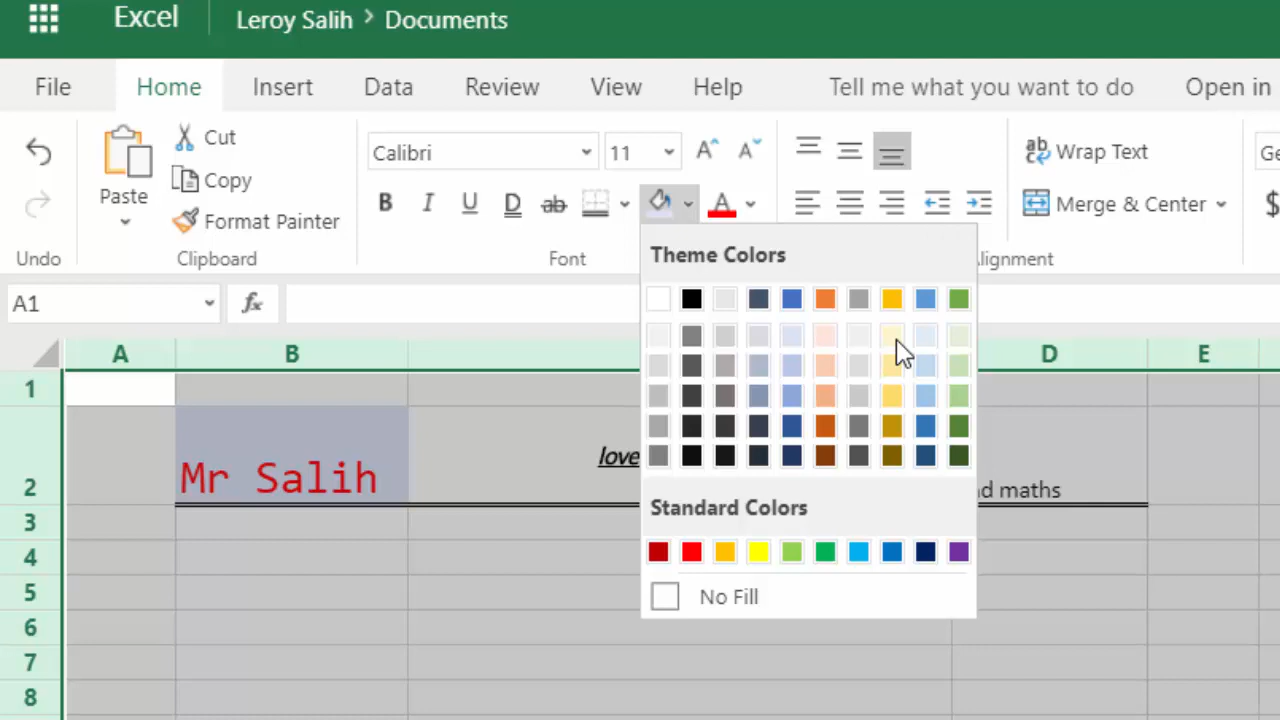 Excel Leroy Salih > Documents
File Home Insert Data Review View Help Tell me what you want to do Open in
Cut
Calibri 11 Wrap Text
Copy
Paste
B I U D ab A Merge & Center $
Format Painter
Undo Clipboard Font Alignment
Theme Colors
A1 fx
A B D E
1
love
Mr Salih
2 maths
Standard Colors
3
4
5
No Fill
6
7
8